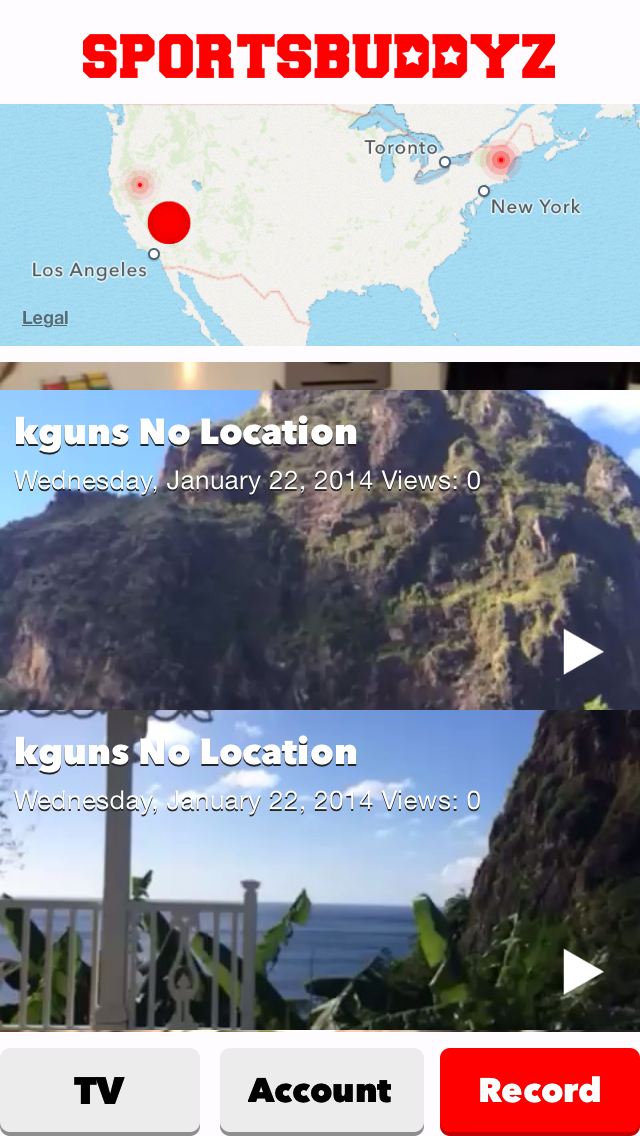 SPORTSBUDDYZ
Toronto
New York
Los Angeles
Legal
kguns No Location
Wednesday, January 22, 2014 Views: 0
kguns No Location
Wednesday, January 22, 2014 Views: 0
TV
Account
Record